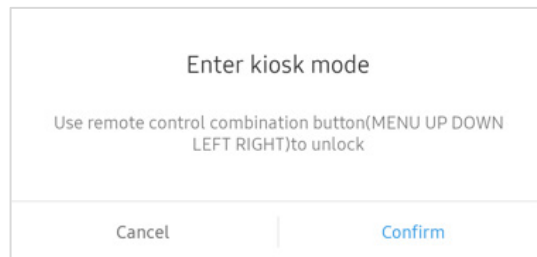 Enter kiosk mode
Use remote control combination button(MENU UP DOWN
LEFT RIGHT)to unlock
Cancel
Confirm